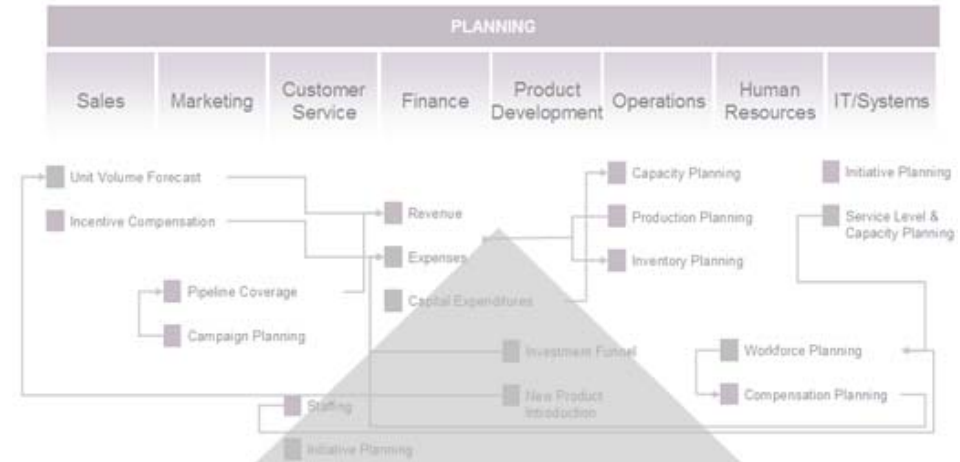 PLANNING
Sales
Marketing
Customer
Service
Finance
Product
Development
Operations
Human
Resources
IT/Systems
Unit Volume Forecast
Incentive Compensation
Pipeline Coverage
Campaign Planning
Staffing
Initiative Planning
Revenue
Expenses
Capital Expenditures
Investment Funnel
New Product
Introduction
Capacity Planning
Production Planning
Inventory Planning
Workforce Planning
Compensation Planning
Initiative Planning
Service Level &
Capacity Planning